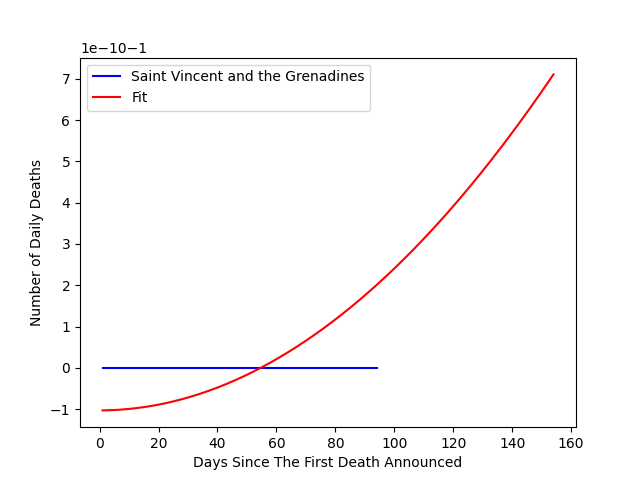 1e−10−1
Saint Vincent and the Grenadines
Fit
Number of Daily Deaths
7
6
5
4
3
2
1
0
−1
0 20 40 60 80 100 120 140 160
Days Since The First Death Announced